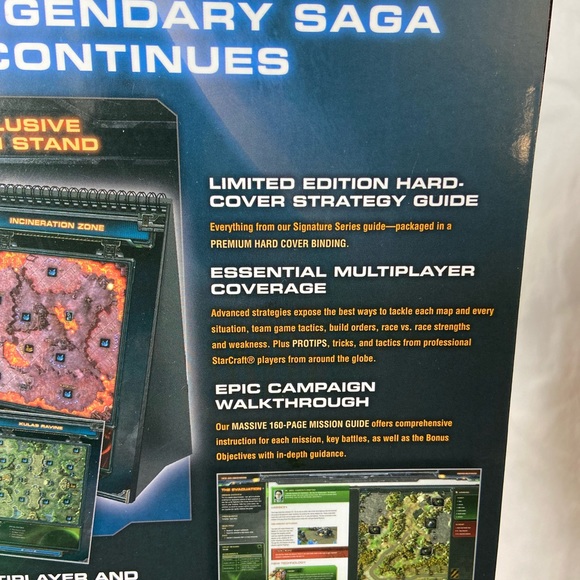 GENDARY SAGA
CONTINUES
LUSIVE
STAND
INCINERATION ZONE
LIMITED EDITION HARD-
COVER STRATEGY GUIDE
Everything from our Signature Series guide—packaged in a
PREMIUM HARD COVER BINDING.
ESSENTIAL MULTIPLAYER
COVERAGE
Advanced strategies expose the best ways to tackle each map and every
situation, team game tactics, build orders, race vs. race strengths
and weakness. Plus PROTIPS, tricks, and tactics from professional
StarCraft® players from around the globe.
EPIC CAMPAIGN
WALKTHROUGH
Our MASSIVE 160-PAGE MISSION GUIDE offers comprehensive
instruction for each mission, key battles, as well as the Bonus
Objectives with in-depth guidance.
KULAS RAVINE
THE EVACUATION
TIPLAYER AND